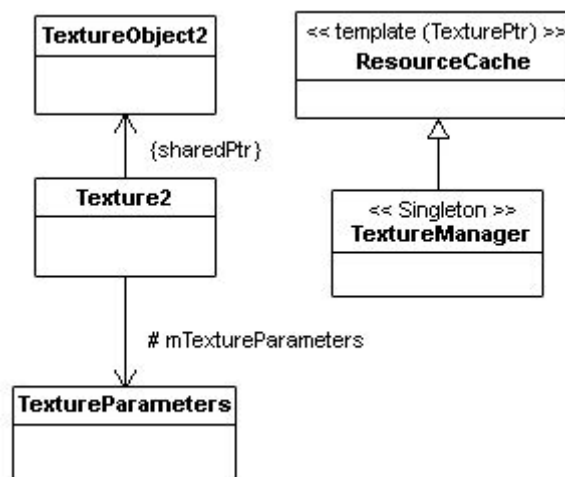 TextureObject2
<< template (TexturePtr) >>
ResourceCache
{sharedPtr}
Texture2
<< Singleton >>
TextureManager
# mTextureParameters
TextureParameters